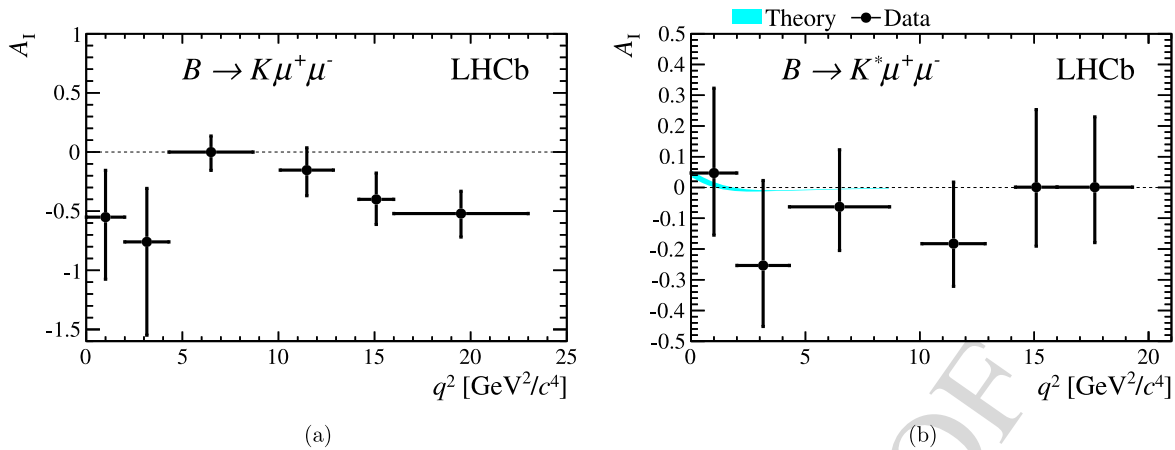 Theory Data
A_I
1
0.5
0
-0.5
-1
-1.5
B → Kμ⁺μ⁻
LHCb
0 5 10 15 20 25
q² [GeV²/c⁴]
(a)
A_I
0.5
0.4
0.3
0.2
0.1
0
-0.1
-0.2
-0.3
-0.4
-0.5
B → K*μ⁺μ⁻
LHCb
0 5 10 15 20
q² [GeV²/c⁴]
(b)
OF